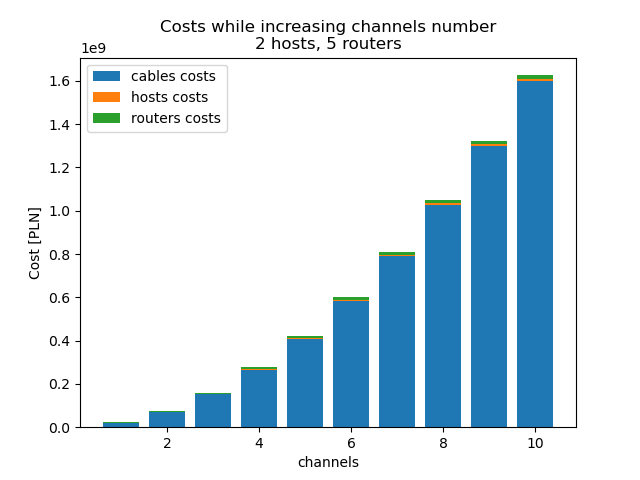 Costs while increasing channels number
2 hosts, 5 routers
1e9
cables costs
hosts costs
routers costs
1.6
1.4
1.2
1.0
0.8
0.6
0.4
0.2
0.0
Cost [PLN]
2 4 6 8 10
channels